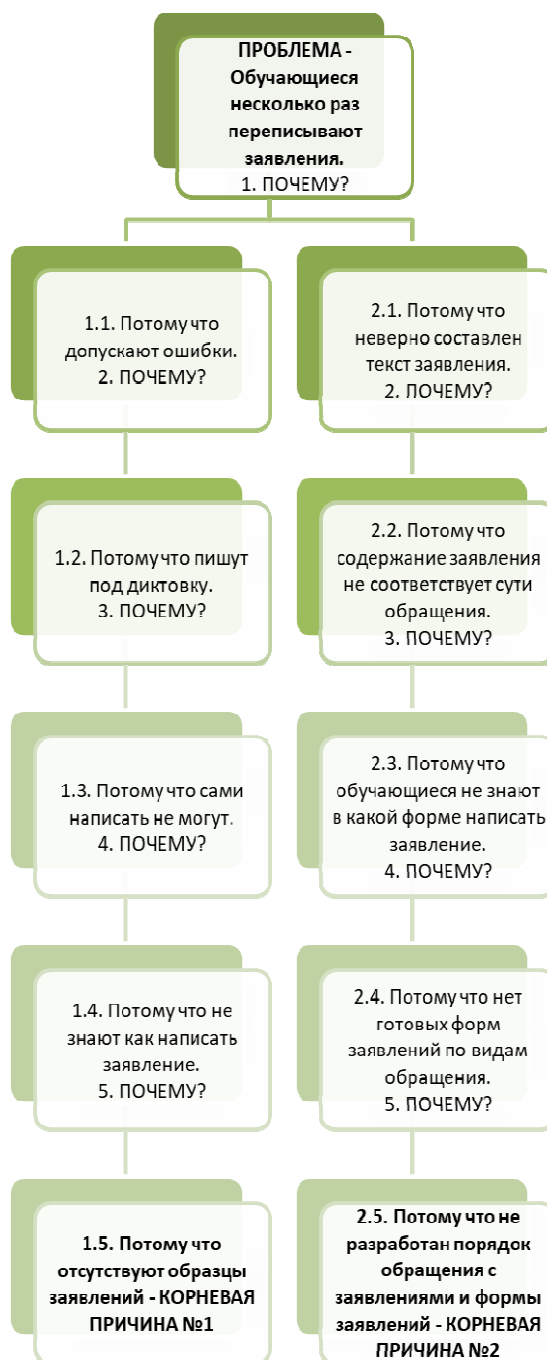 ПРОБЛЕМА -
Обучающиеся
несколько раз
переписывают
заявления.
1. ПОЧЕМУ?
1.1. Потому что
допускают ошибки.
2. ПОЧЕМУ?
2.1. Потому что
неверно составлен
текст заявления.
2. ПОЧЕМУ?
1.2. Потому что пишут
под диктовку.
3. ПОЧЕМУ?
2.2. Потому что
содержание заявления
не соответствует сути
обращения.
3. ПОЧЕМУ?
1.3. Потому что сами
написать не могут.
4. ПОЧЕМУ?
2.3. Потому что
обучающиеся не знают
в какой форме написать
заявление.
4. ПОЧЕМУ?
1.4. Потому что не
знают как написать
заявление.
5. ПОЧЕМУ?
2.4. Потому что нет
готовых форм
заявлений по видам
обращения.
5. ПОЧЕМУ?
1.5. Потому что
отсутствуют образцы
заявлений - КОРНЕВАЯ
ПРИЧИНА №1
2.5. Потому что не
разработан порядок
обращения с
заявлениями и формы
заявлений - КОРНЕВАЯ
ПРИЧИНА №2